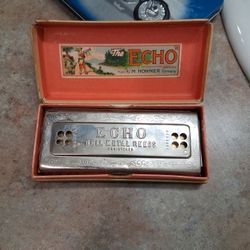 The ECHO
M. HOHNER
ECHO
BELL METAL REEDS